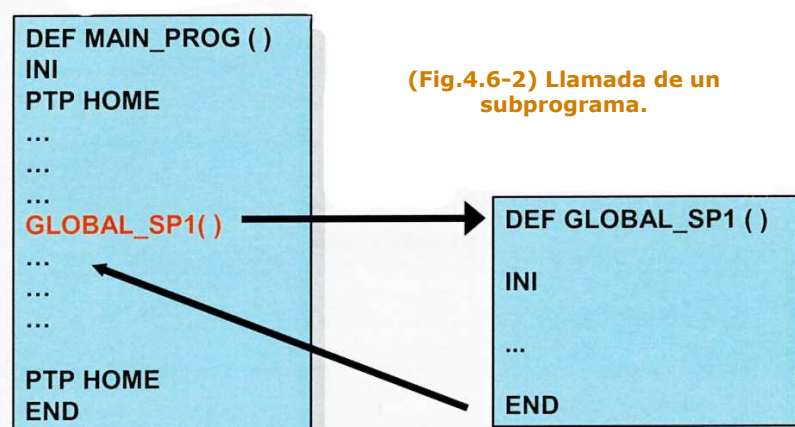 DEF MAIN_PROG ( )
INI
PTP HOME
...
...
...
GLOBAL_SP1( )
...
...
...
PTP HOME
END
(Fig.4.6-2) Llamada de un
subprograma.
DEF GLOBAL_SP1 ( )
INI
...
END